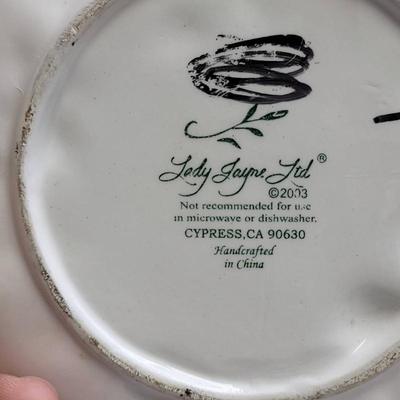 Lady Jayne Ltd®
©2003
Not recommended for use
in microwave or dishwasher.
CYPRESS,CA 90630
Handcrafted
in China